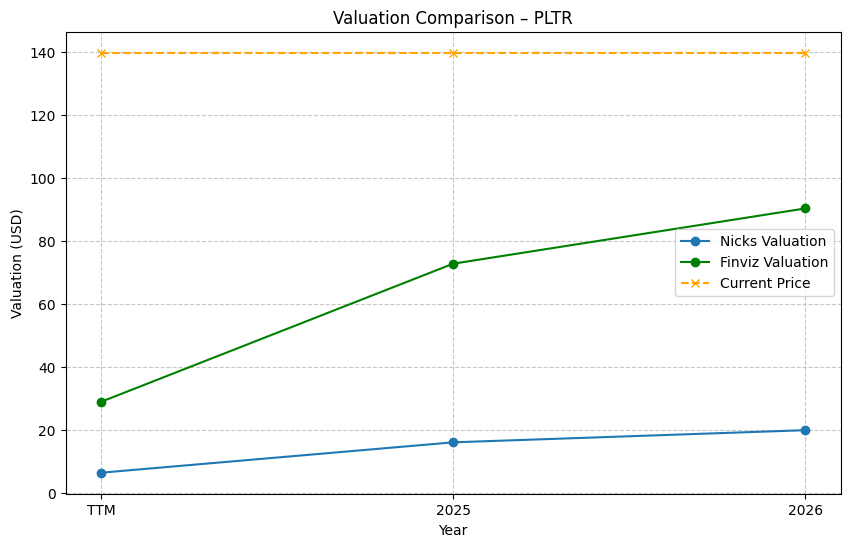 Valuation Comparison – PLTR
Valuation (USD)
140
120
100
80
60
40
20
0
Nicks Valuation
Finviz Valuation
Current Price
TTM
2025
2026
Year